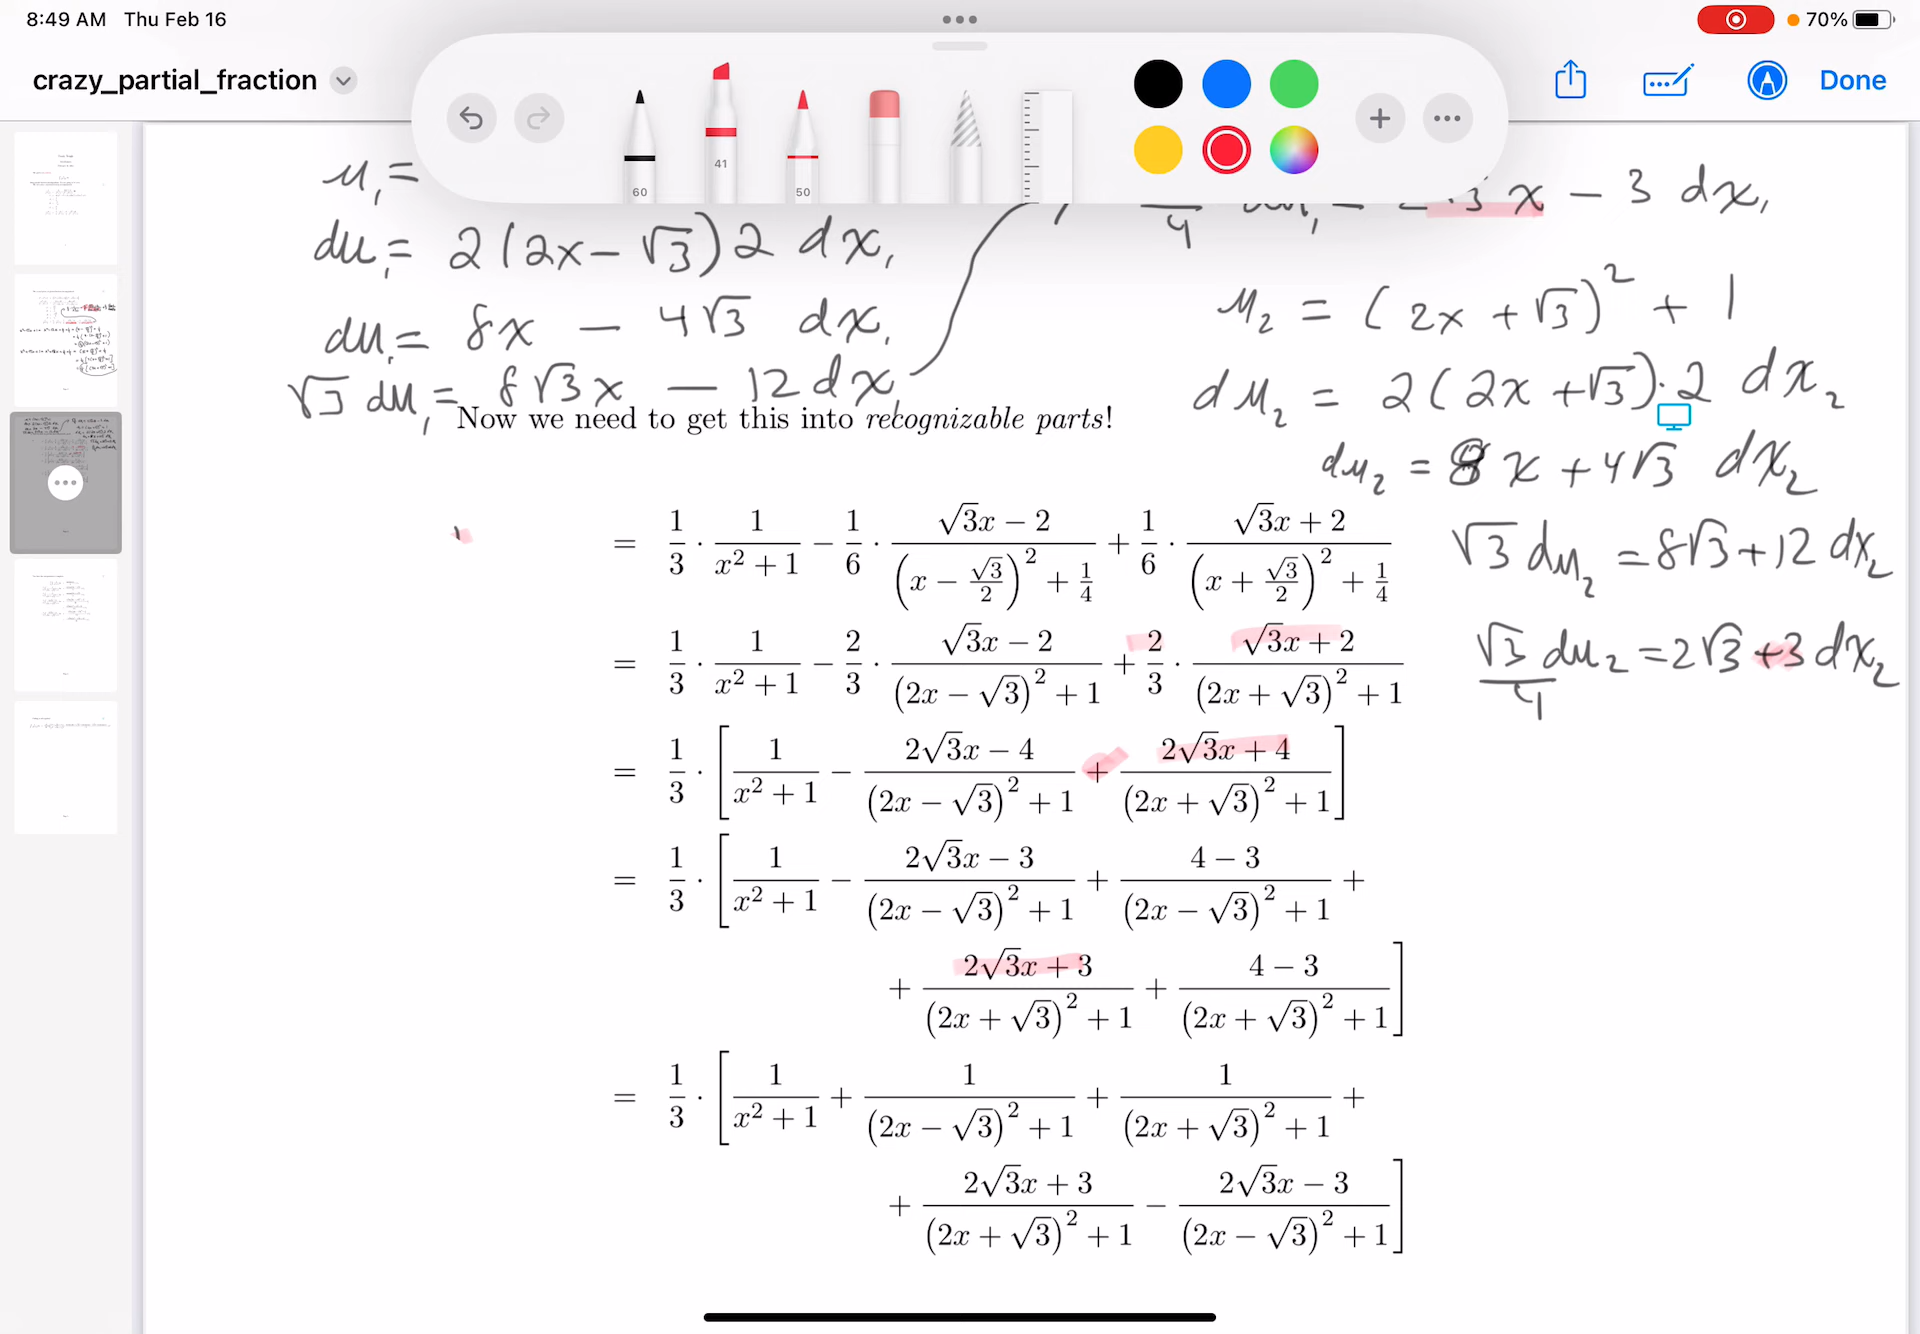 8:49 AM Thu Feb 16
70%
crazy_partial_fraction
60 41 50
Done
u₁ =
4
3 x − 3 dx₁
du₁ = 2(2x − √3)2 dx₁
du₁ = 8x − 4√3 dx₁
√3 du₁ = 8√3x − 12 dx₁
u₂ = (2x + √3)² + 1
du₂ = 2(2x + √3)·2 dx₂
du₂ = 8x + 4√3 dx₂
√3 du₂ = 8√3 + 12 dx₂
√3/4 du₂ = 2√3 + 3 dx₂
Now we need to get this into recognizable parts!
= 1/3 · 1/(x² + 1) − 1/6 · (√3x − 2)/((x − √3/2)² + 1/4) + 1/6 · (√3x + 2)/((x + √3/2)² + 1/4)
= 1/3 · 1/(x² + 1) − 2/3 · (√3x − 2)/((2x − √3)² + 1) + 2/3 · (√3x + 2)/((2x + √3)² + 1)
= 1/3 · [1/(x² + 1) − (2√3x − 4)/((2x − √3)² + 1) + (2√3x + 4)/((2x + √3)² + 1)]
= 1/3 · [1/(x² + 1) − (2√3x − 3)/((2x − √3)² + 1) + (4 − 3)/((2x − √3)² + 1) +
+ (2√3x + 3)/((2x + √3)² + 1) + (4 − 3)/((2x + √3)² + 1)]
= 1/3 · [1/(x² + 1) + 1/((2x − √3)² + 1) + 1/((2x + √3)² + 1) +
+ (2√3x + 3)/((2x + √3)² + 1) − (2√3x − 3)/((2x − √3)² + 1)]